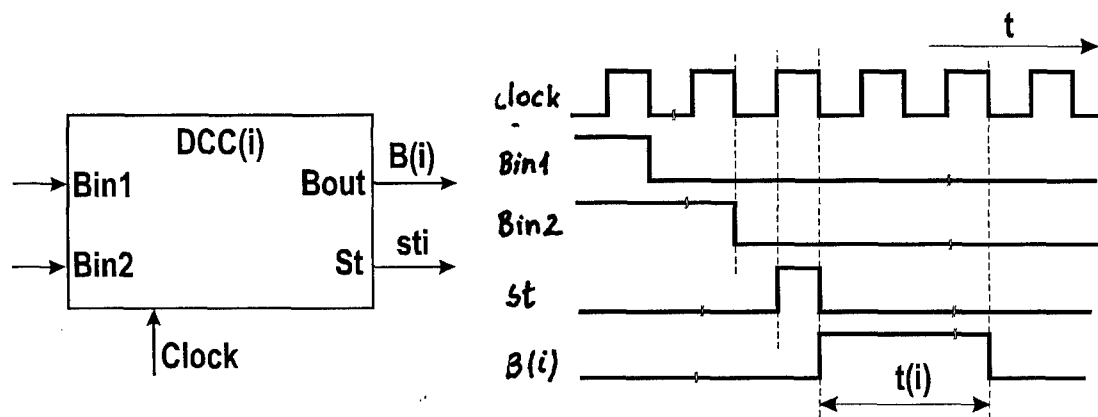 DCC(i)
Bin1
Bout
B(i)
Bin2
St
sti
Clock
t
clock
Bin1
Bin2
St
B(i)
t(i)